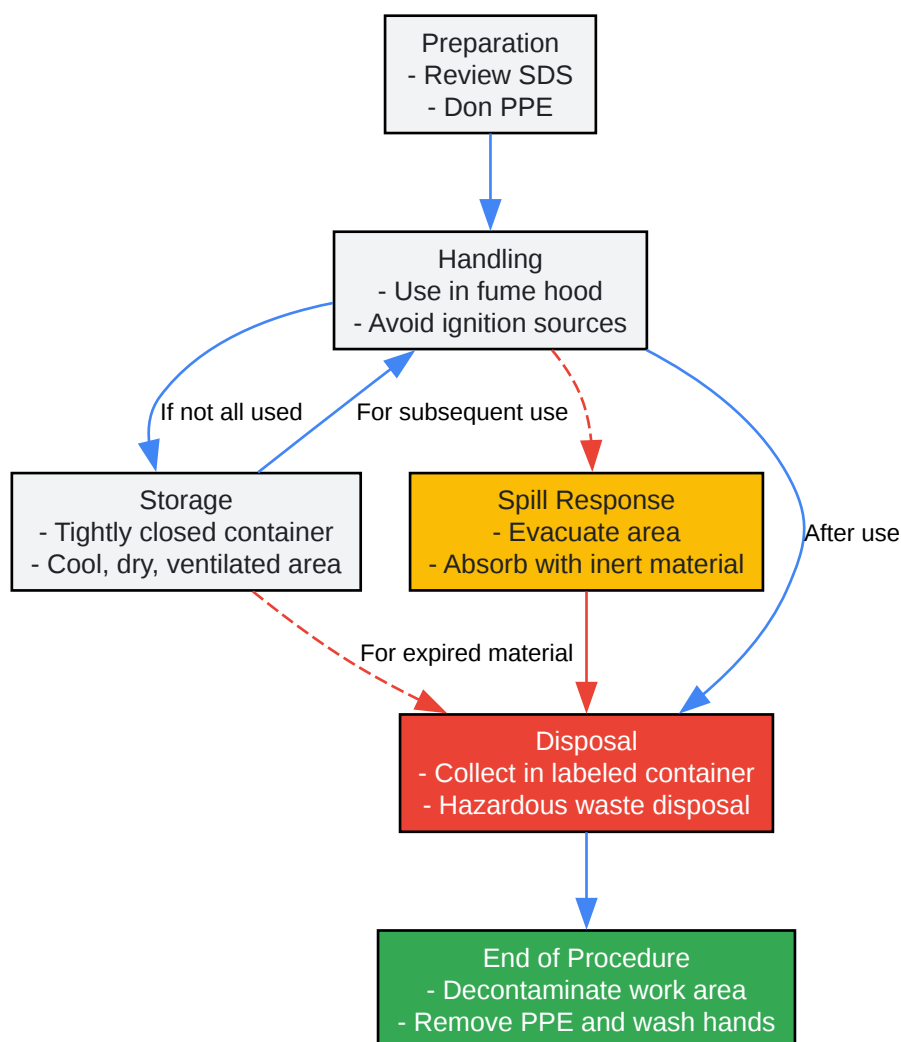 Preparation
- Review SDS
- Don PPE
Handling
- Use in fume hood
- Avoid ignition sources
If not all used
For subsequent use
Storage
- Tightly closed container
- Cool, dry, ventilated area
Spill Response
- Evacuate area
- Absorb with inert material
After use
For expired material
Disposal
- Collect in labeled container
- Hazardous waste disposal
End of Procedure
- Decontaminate work area
- Remove PPE and wash hands